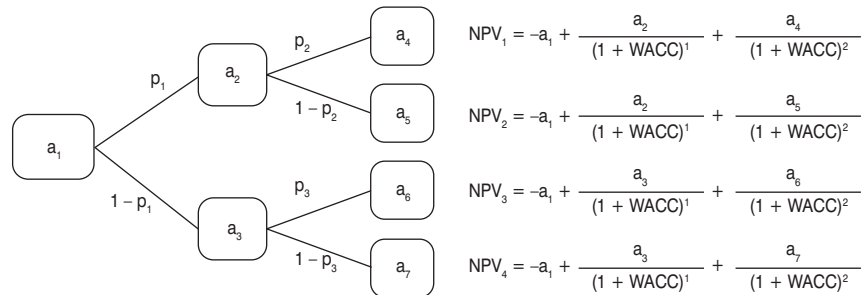 a₁
p₁
1 – p₁
a₂
a₃
p₂
1 – p₂
p₃
1 – p₃
a₄
a₅
a₆
a₇
NPV₁ = –a₁ + a₂ / (1 + WACC)¹ + a₄ / (1 + WACC)²
NPV₂ = –a₁ + a₂ / (1 + WACC)¹ + a₅ / (1 + WACC)²
NPV₃ = –a₁ + a₃ / (1 + WACC)¹ + a₆ / (1 + WACC)²
NPV₄ = –a₁ + a₃ / (1 + WACC)¹ + a₇ / (1 + WACC)²